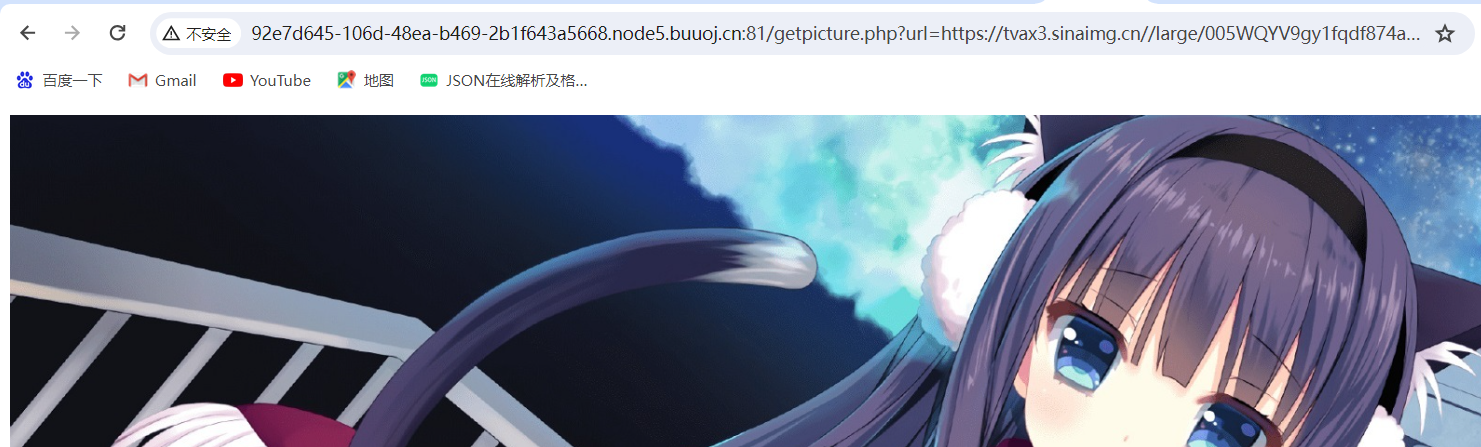 不安全 92e7d645-106d-48ea-b469-2b1f643a5668.node5.buuoj.cn:81/getpicture.php?url=https://tvax3.sinaimg.cn//large/005WQYV9gy1fqdf874a...
百度一下 Gmail YouTube 地图 JSON JSON在线解析及格...